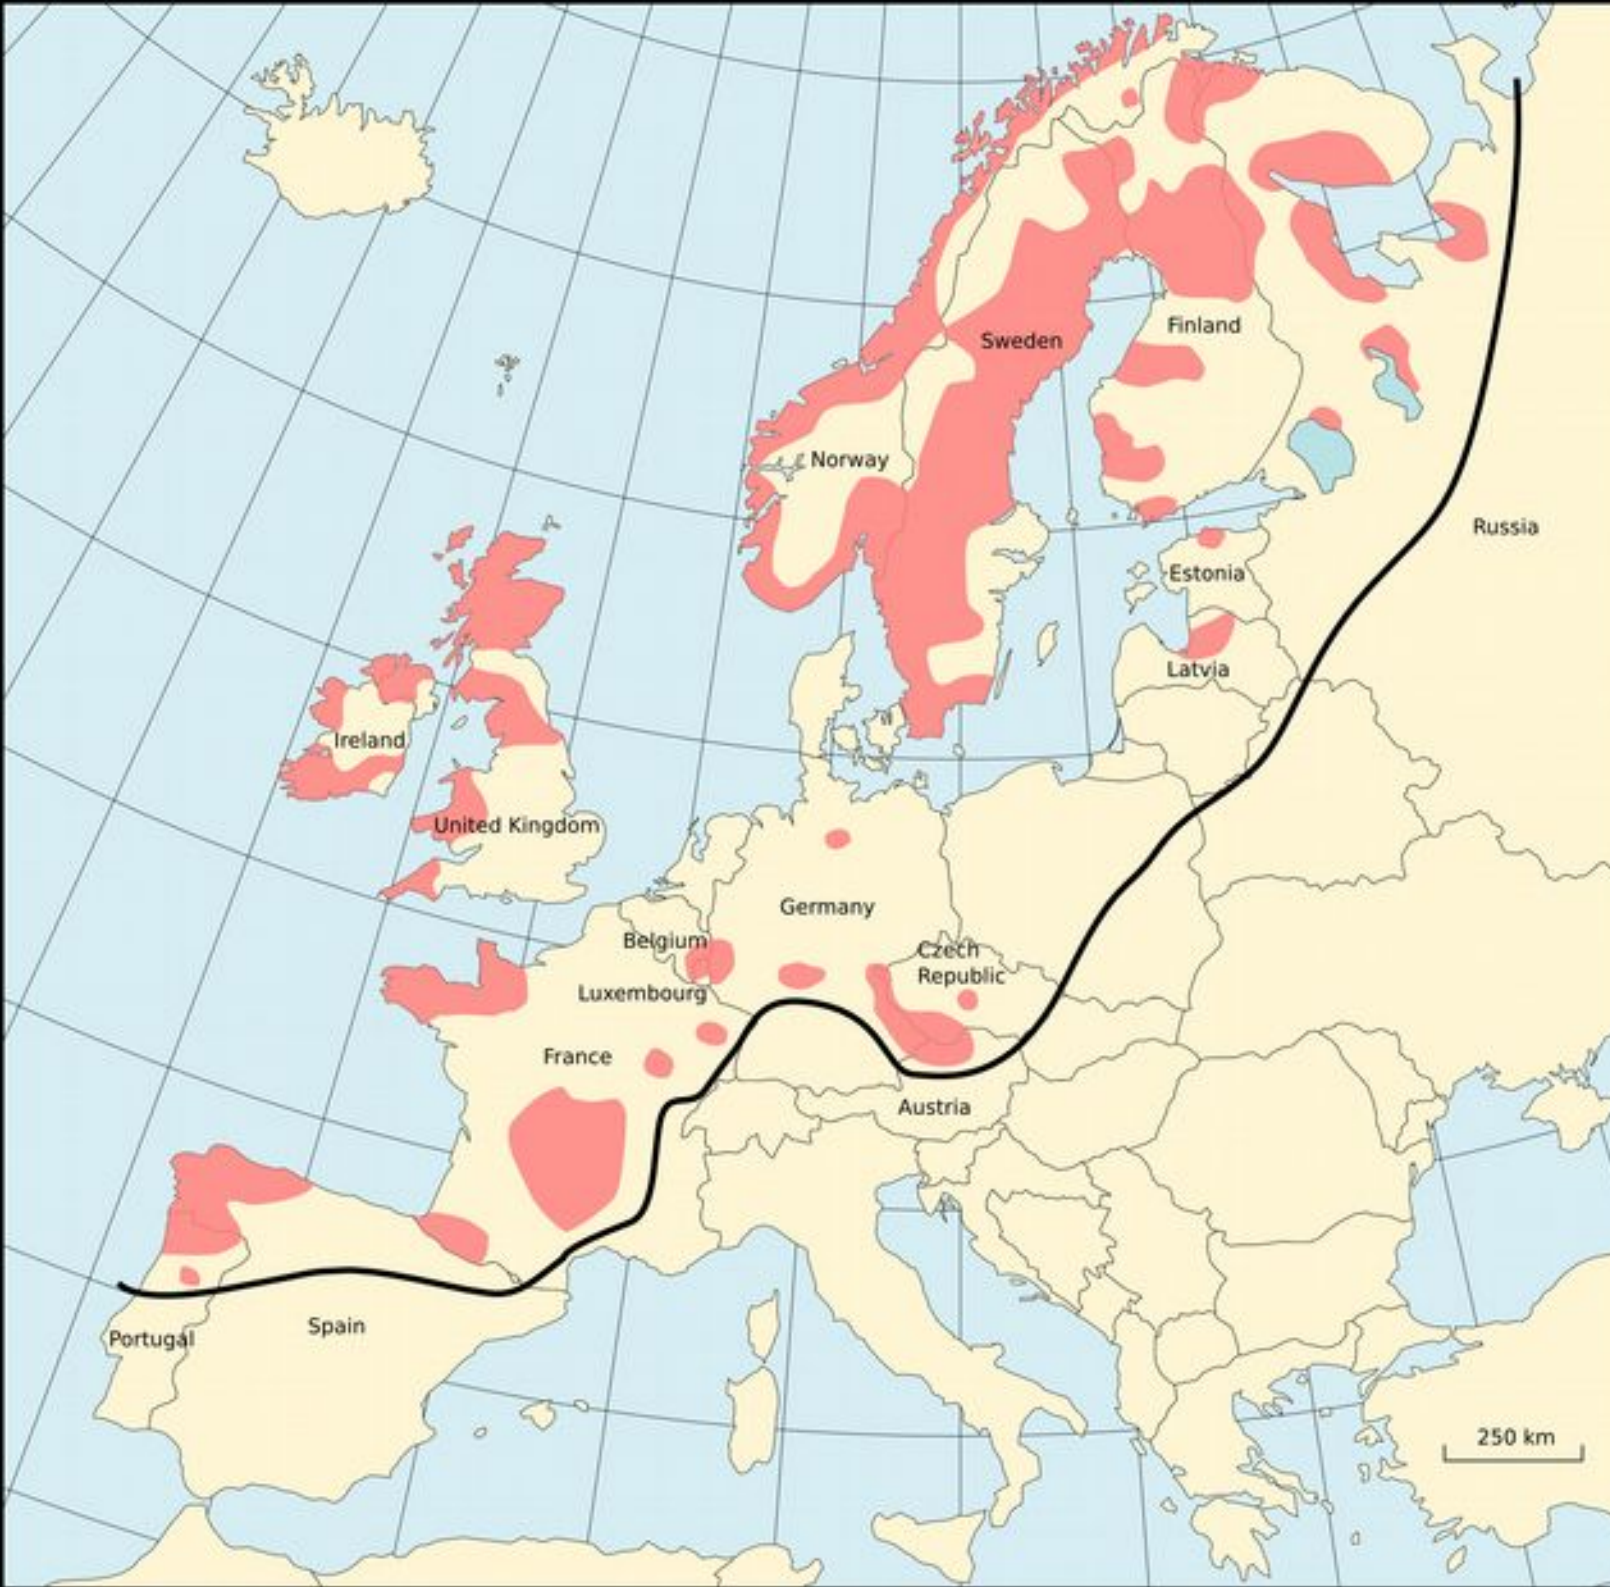 Finland
Sweden
Norway
Russia
Estonia
Latvia
Ireland
United Kingdom
Germany
Belgium
Czech
Republic
Luxembourg
France
Austria
Spain
Portugal
250 km